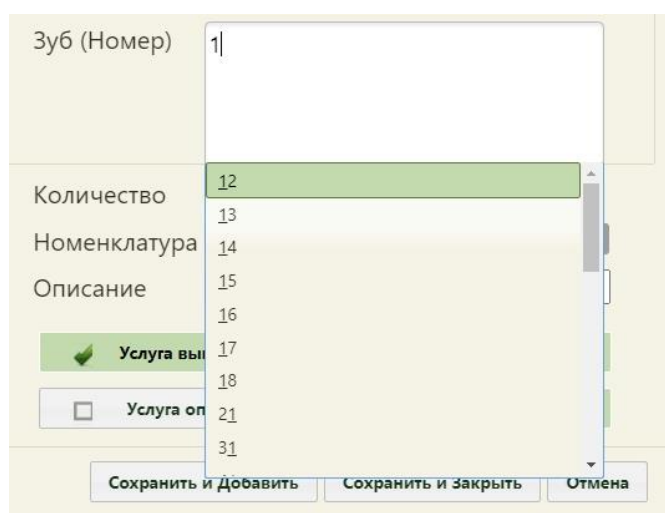 Зуб (Номер) 1
12
Количество
13
Номенклатура
14
Описание
15
16
Услуга вы
17
18
Услуга оп
21
31
Сохранить и Добавить Сохранить и Закрыть Отмена